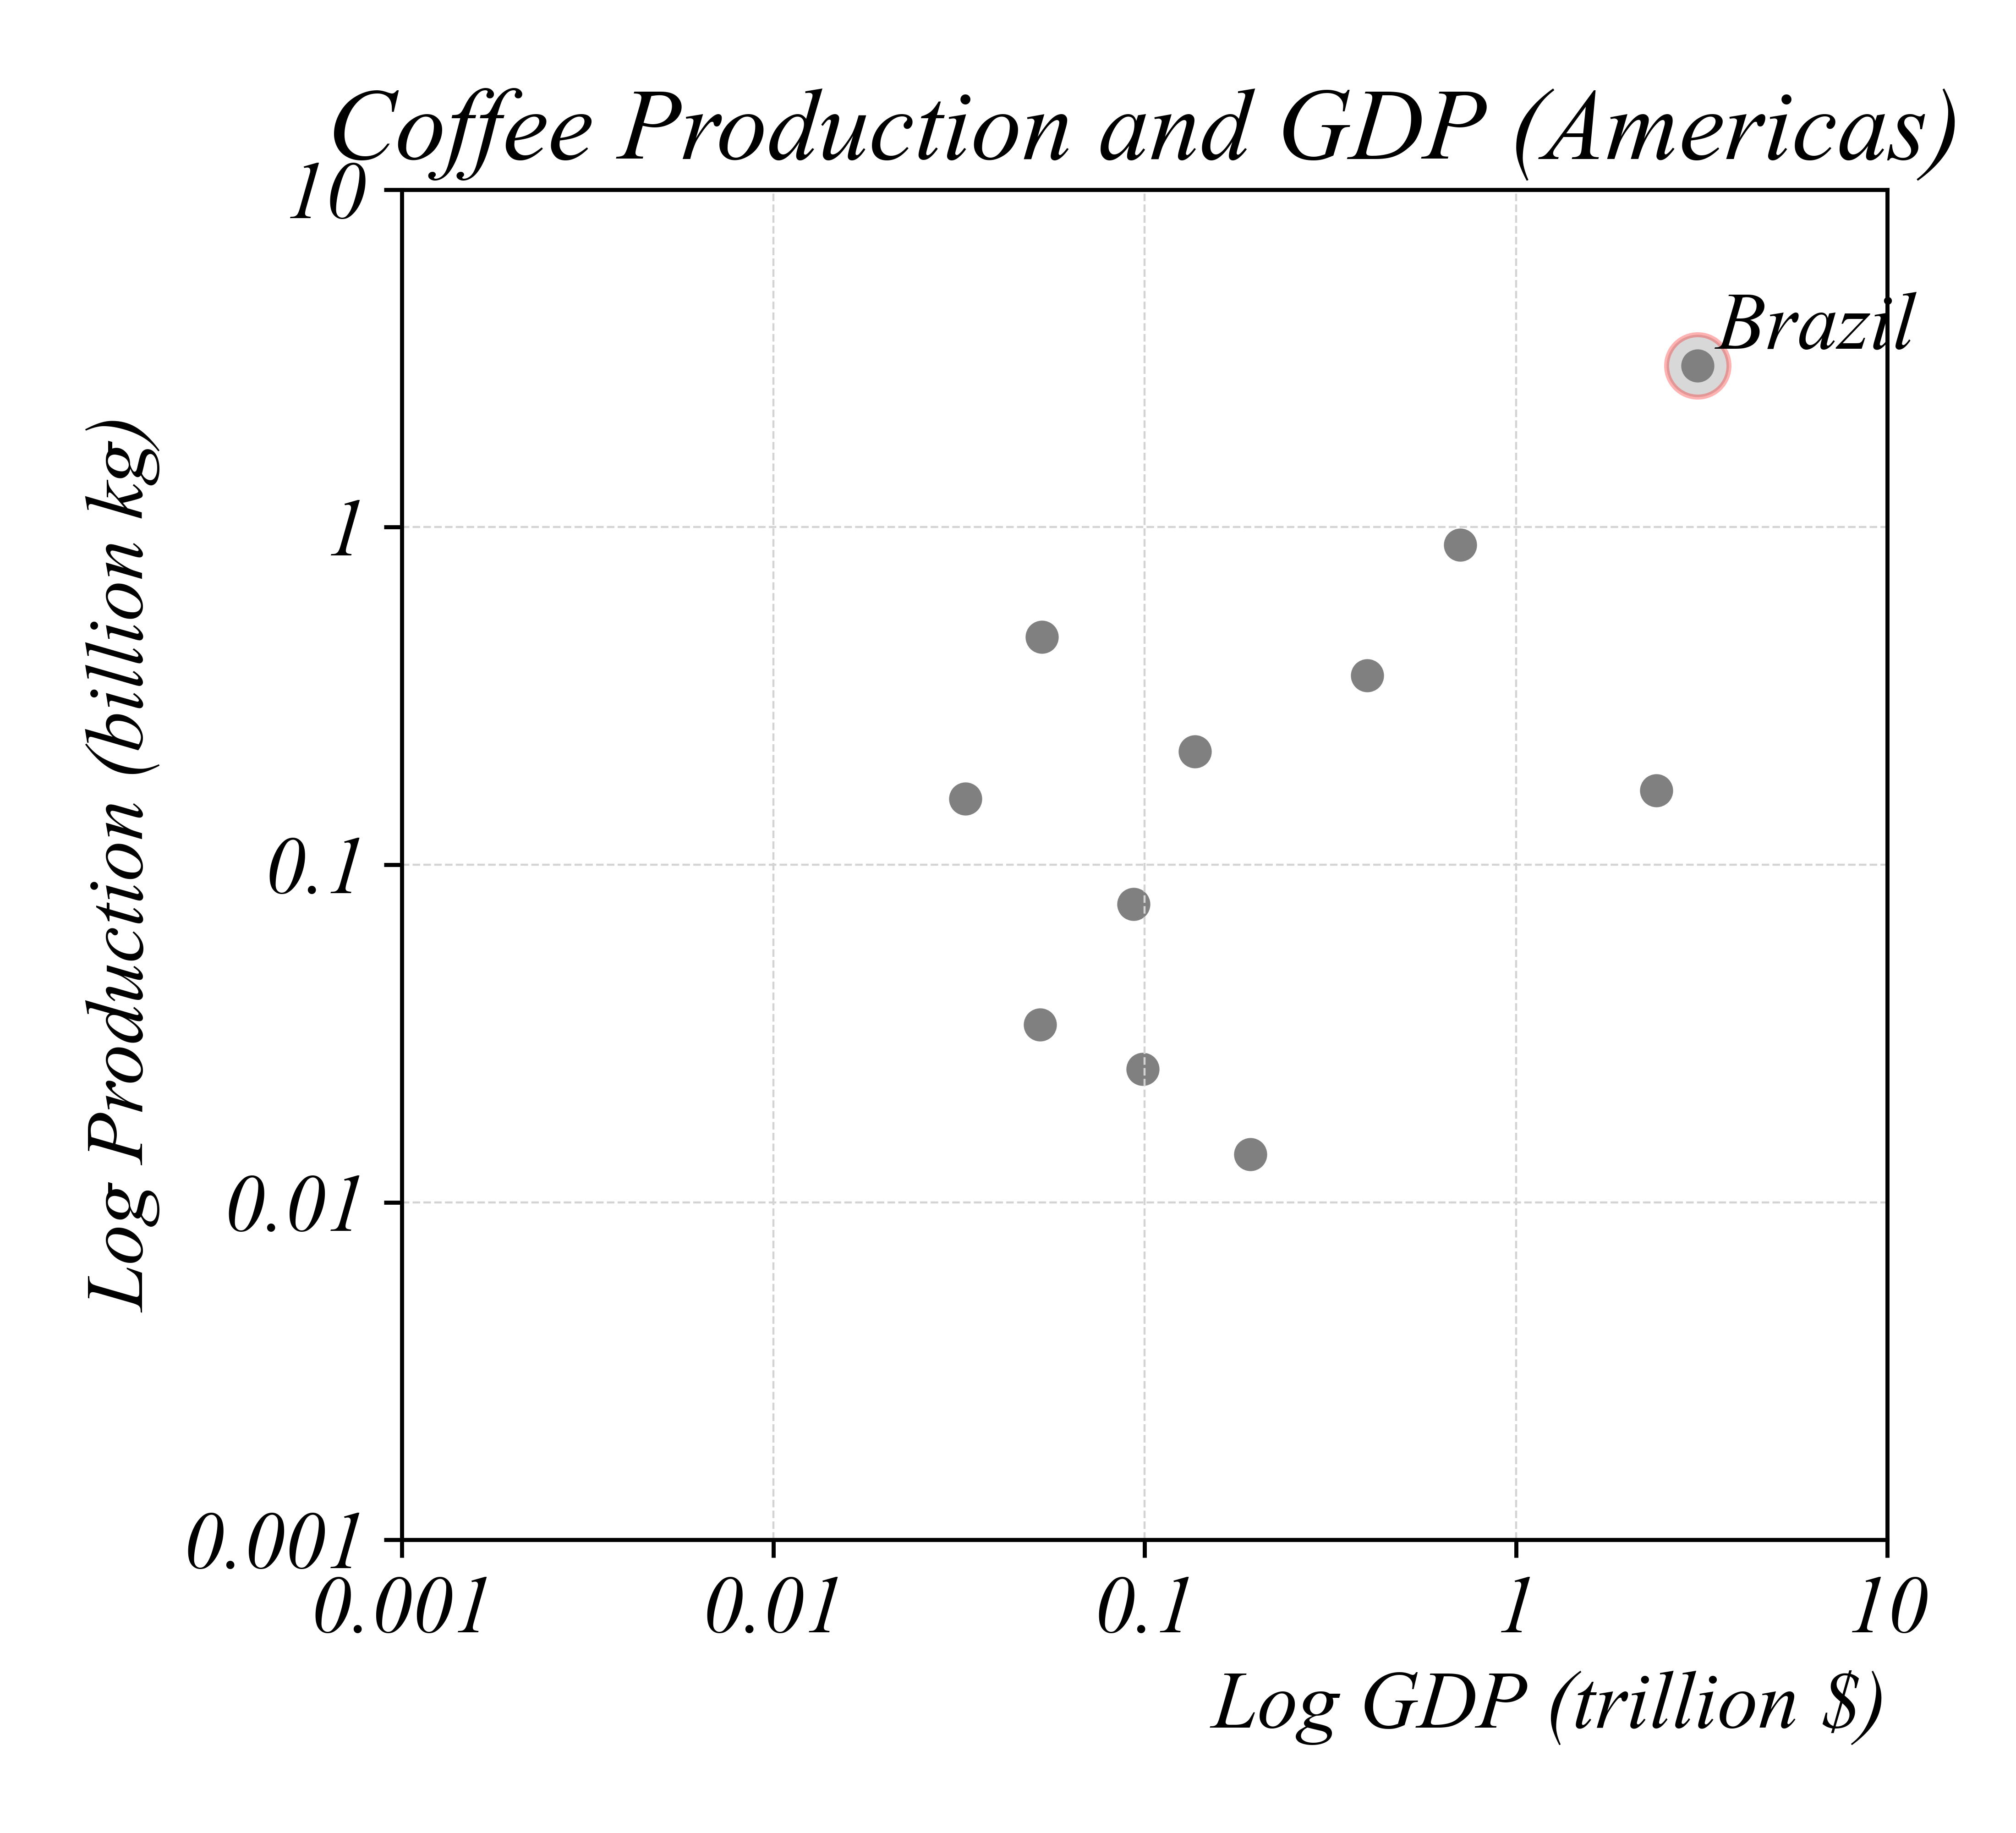 Coffee Production and GDP (Americas)
Log Production (billion kg)
10
1
0.1
0.01
0.001
Brazil
0.001
0.01
0.1
1
10
Log GDP (trillion $)